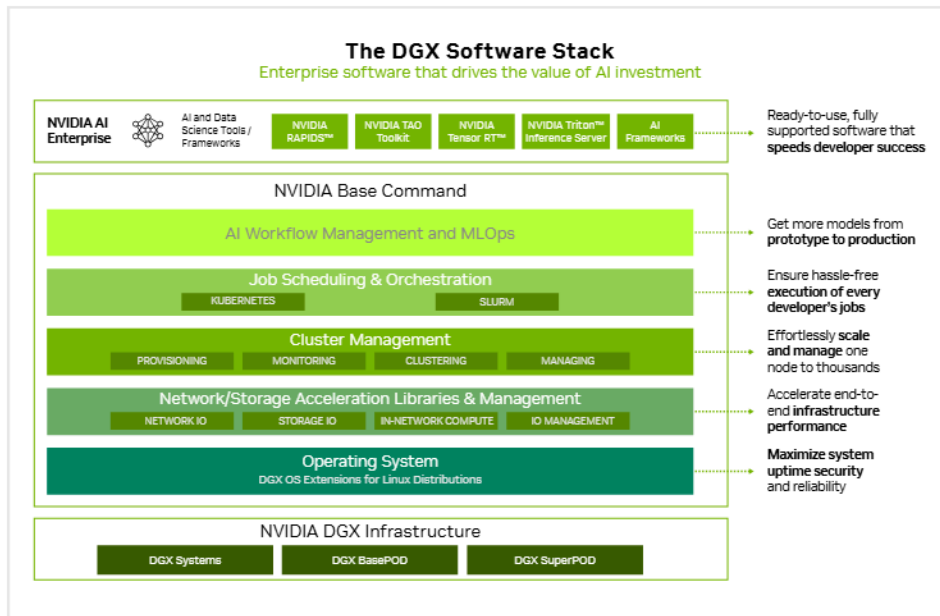 The DGX Software Stack
Enterprise software that drives the value of AI investment
NVIDIA AI
Enterprise
AI and Data
Science Tools /
Frameworks
NVIDIA
RAPIDS™
NVIDIA TAO
Toolkit
NVIDIA
Tensor RT™
NVIDIA Triton™
Inference Server
AI
Frameworks
Ready-to-use, fully
supported software that
speeds developer success
NVIDIA Base Command
AI Workflow Management and MLOps
Get more models from
prototype to production
Job Scheduling & Orchestration
KUBERNETES
SLURM
Ensure hassle-free
execution of every
developer's jobs
Cluster Management
PROVISIONING
MONITORING
CLUSTERING
MANAGING
Effortlessly scale
and manage one
node to thousands
Network/Storage Acceleration Libraries & Management
NETWORK IO
STORAGE IO
IN-NETWORK COMPUTE
IO MANAGEMENT
Accelerate end-to-
end infrastructure
performance
Operating System
DGX OS Extensions for Linux Distributions
Maximize system
uptime security
and reliability
NVIDIA DGX Infrastructure
DGX Systems
DGX BasePOD
DGX SuperPOD